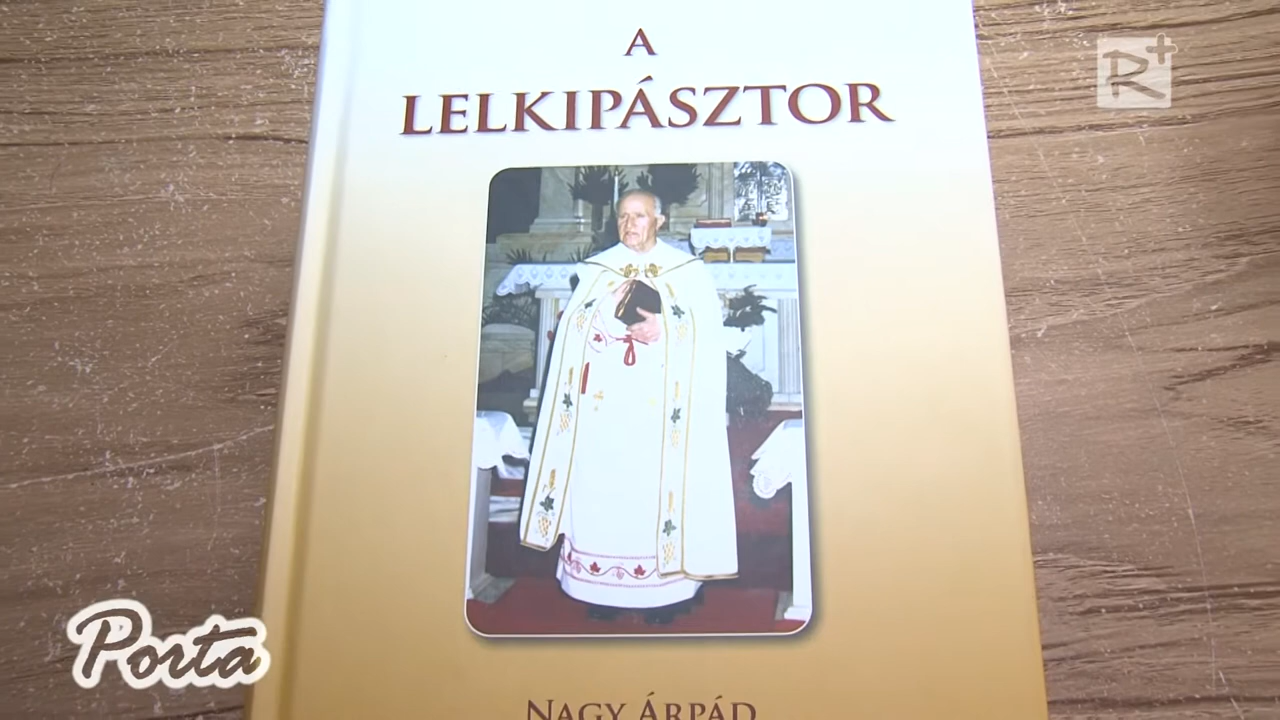 A
LELKIPÁSZTOR
NAGY ÁRPÁD
R+
Porta